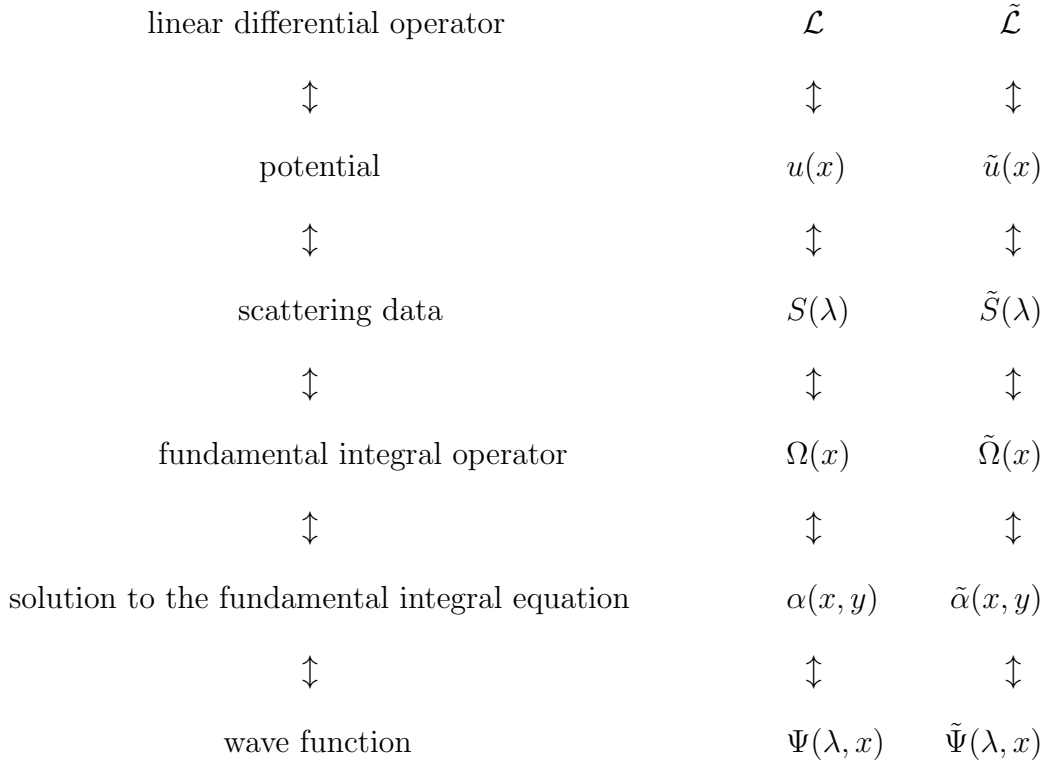 linear differential operator 𝓛 𝓛̃
↕ ↕ ↕
potential u(x) ũ(x)
↕ ↕ ↕
scattering data S(λ) S̃(λ)
↕ ↕ ↕
fundamental integral operator Ω(x) Ω̃(x)
↕ ↕ ↕
solution to the fundamental integral equation α(x, y) α̃(x, y)
↕ ↕ ↕
wave function Ψ(λ, x) Ψ̃(λ, x)